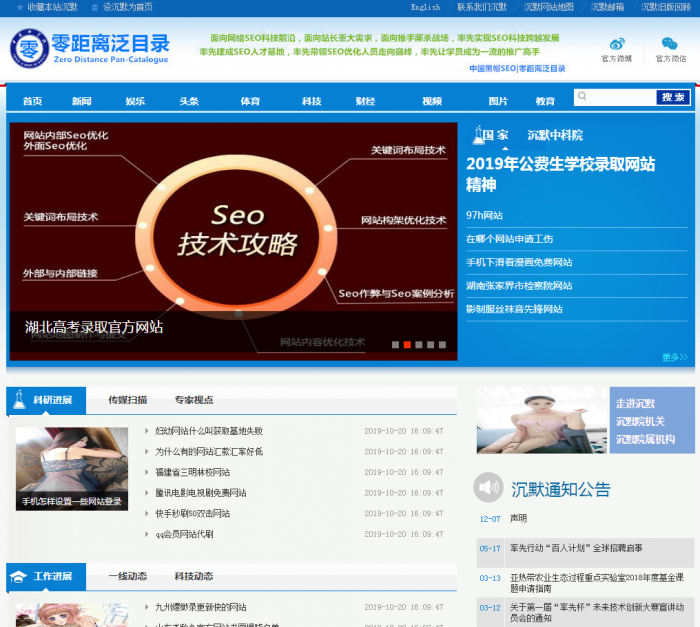 收藏本站沉默 设沉默为首页 English 联系我们沉默 沉默网站地图 沉默邮箱 沉默旧版回顾
零距离泛目录
Zero Distance Pan-Catalogue
面向网络SEO科技前沿，面向站长重大需求，面向推手厮杀战场，率先实现SEO科技跨越发展
率先建成SEO人才基地，率先带领SEO优化人员走向巅峰，率先让学员成为一流的推广高手
中国黑帽SEO|零距离泛目录
官方微博 官方微信
首页 新闻 娱乐 头条 体育 科技 财经 视频 图片 教育 搜索
网站内部Seo优化
外面Seo优化
关键词布局技术
关键词布局技术
网站构架优化技术
Seo
技术攻略
外部与内部链接
Seo作弊与Seo案例分析
湖北高考录取官方网站
网站内容优化技术
国家 沉默中科院
2019年公费生学校录取网站
精神
97h网站
在哪个网站申请工伤
手机下滑看漫画免费网站
湖南张家界市检察院网站
影制服丝袜音先锋网站
更多>>
科研进展 传媒扫描 专家视点
手机怎样设置一些网站登录
妇幼网站什么叫获取基地失败 2019-10-20 16:09:47
为什么有的网站汇款汇率好低 2019-10-20 16:09:47
福建省三明林校网站 2019-10-20 16:09:47
腾讯电影电视剧免费网站 2019-10-20 16:09:47
快手秒刷50双击网站 2019-10-20 16:09:47
qq会员网站代刷 2019-10-20 16:09:47
走进沉默
沉默院机关
沉默院属机构
沉默通知公告
12-07 声明
05-17 率先行动“百人计划”全球招聘启事
03-13 亚热带农业生态过程重点实验室2018年度基金课
题申请指南
03-12 关于第一届“率先杯”未来技术创新大赛宣讲动
员会的通知
工作进展 一线动态 科技动态
九州缥缈录更新快的网站 2019-10-20 16:09:47
2019-10-20 16:09:47